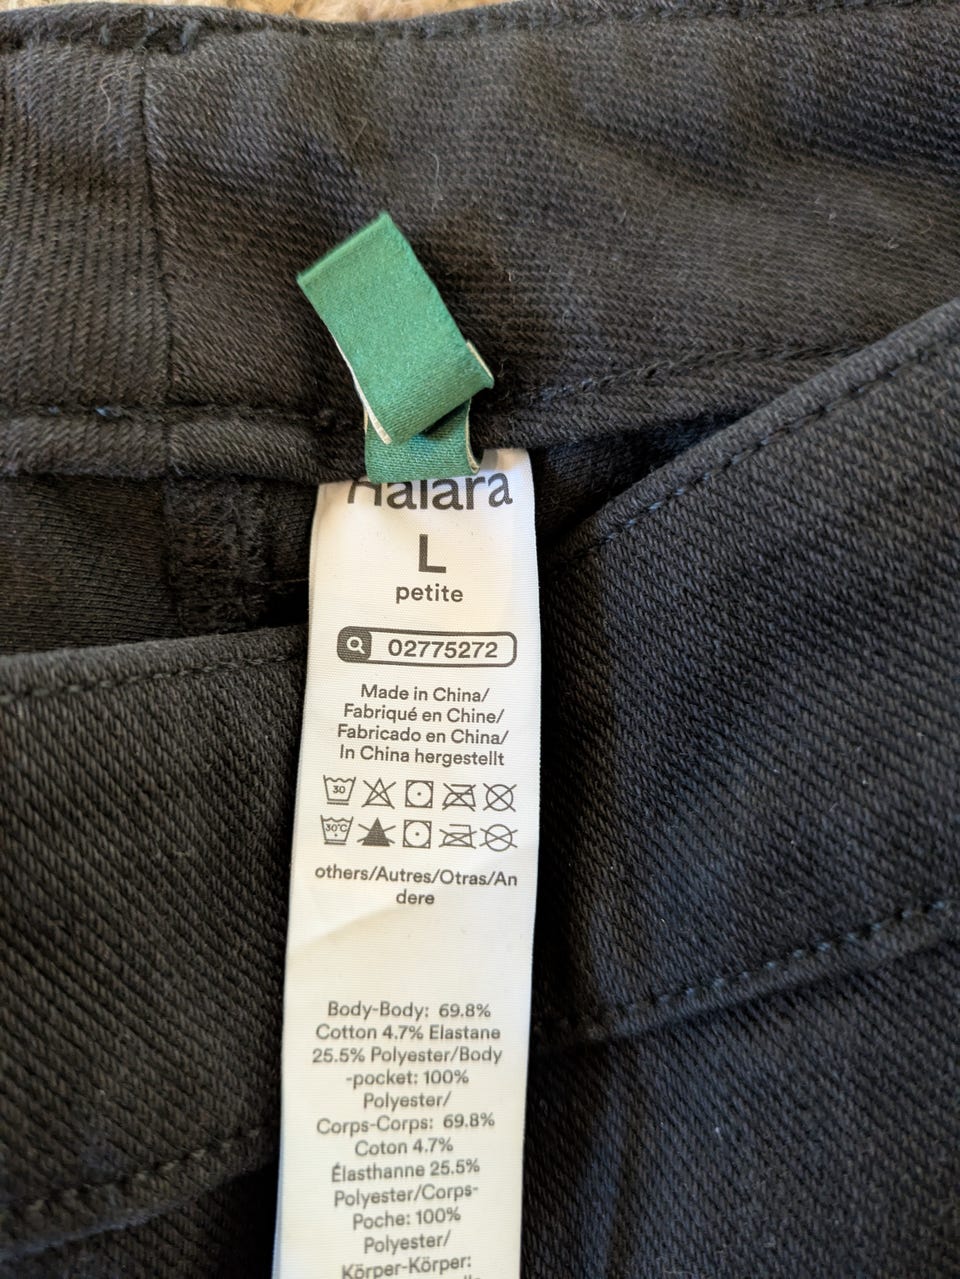 Halara
L
petite
02775272
Made in China/
Fabriqué en Chine/
Fabricado en China/
In China hergestellt
30
30°C
others/Autres/Otras/An
dere
Body-Body: 69.8%
Cotton 4.7% Elastane
25.5% Polyester/Body
-pocket: 100%
Polyester/
Corps-Corps: 69.8%
Coton 4.7%
Élasthanne 25.5%
Polyester/Corps-
Poche: 100%
Polyester/
Körper-Körper: